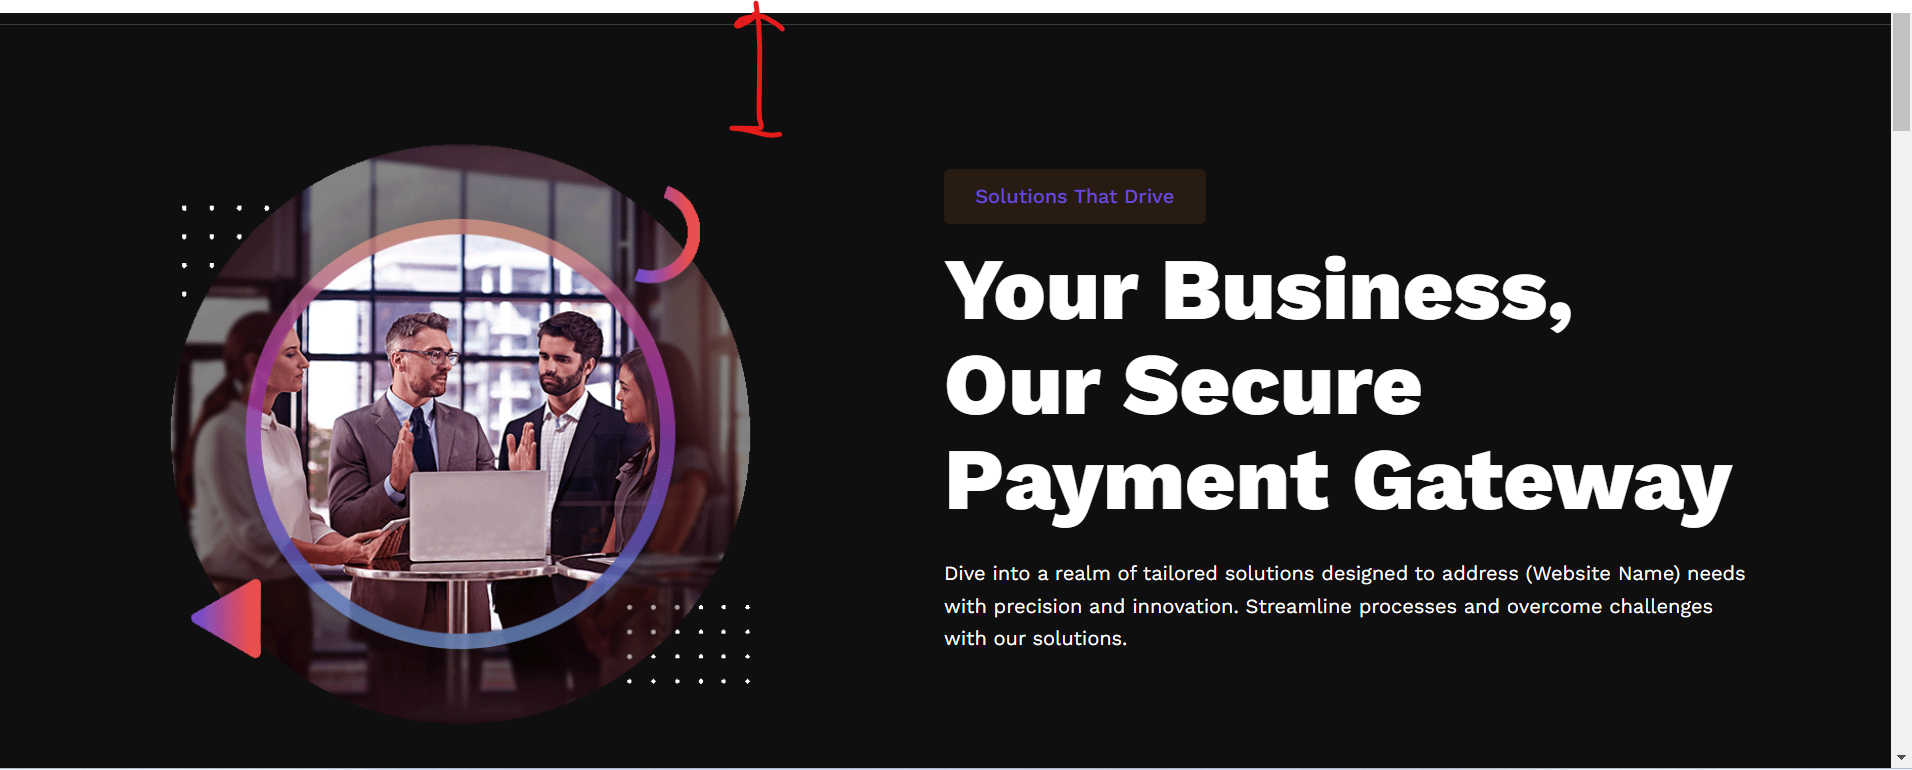 Solutions That Drive
Your Business,
Our Secure
Payment Gateway
Dive into a realm of tailored solutions designed to address (Website Name) needs
with precision and innovation. Streamline processes and overcome challenges
with our solutions.